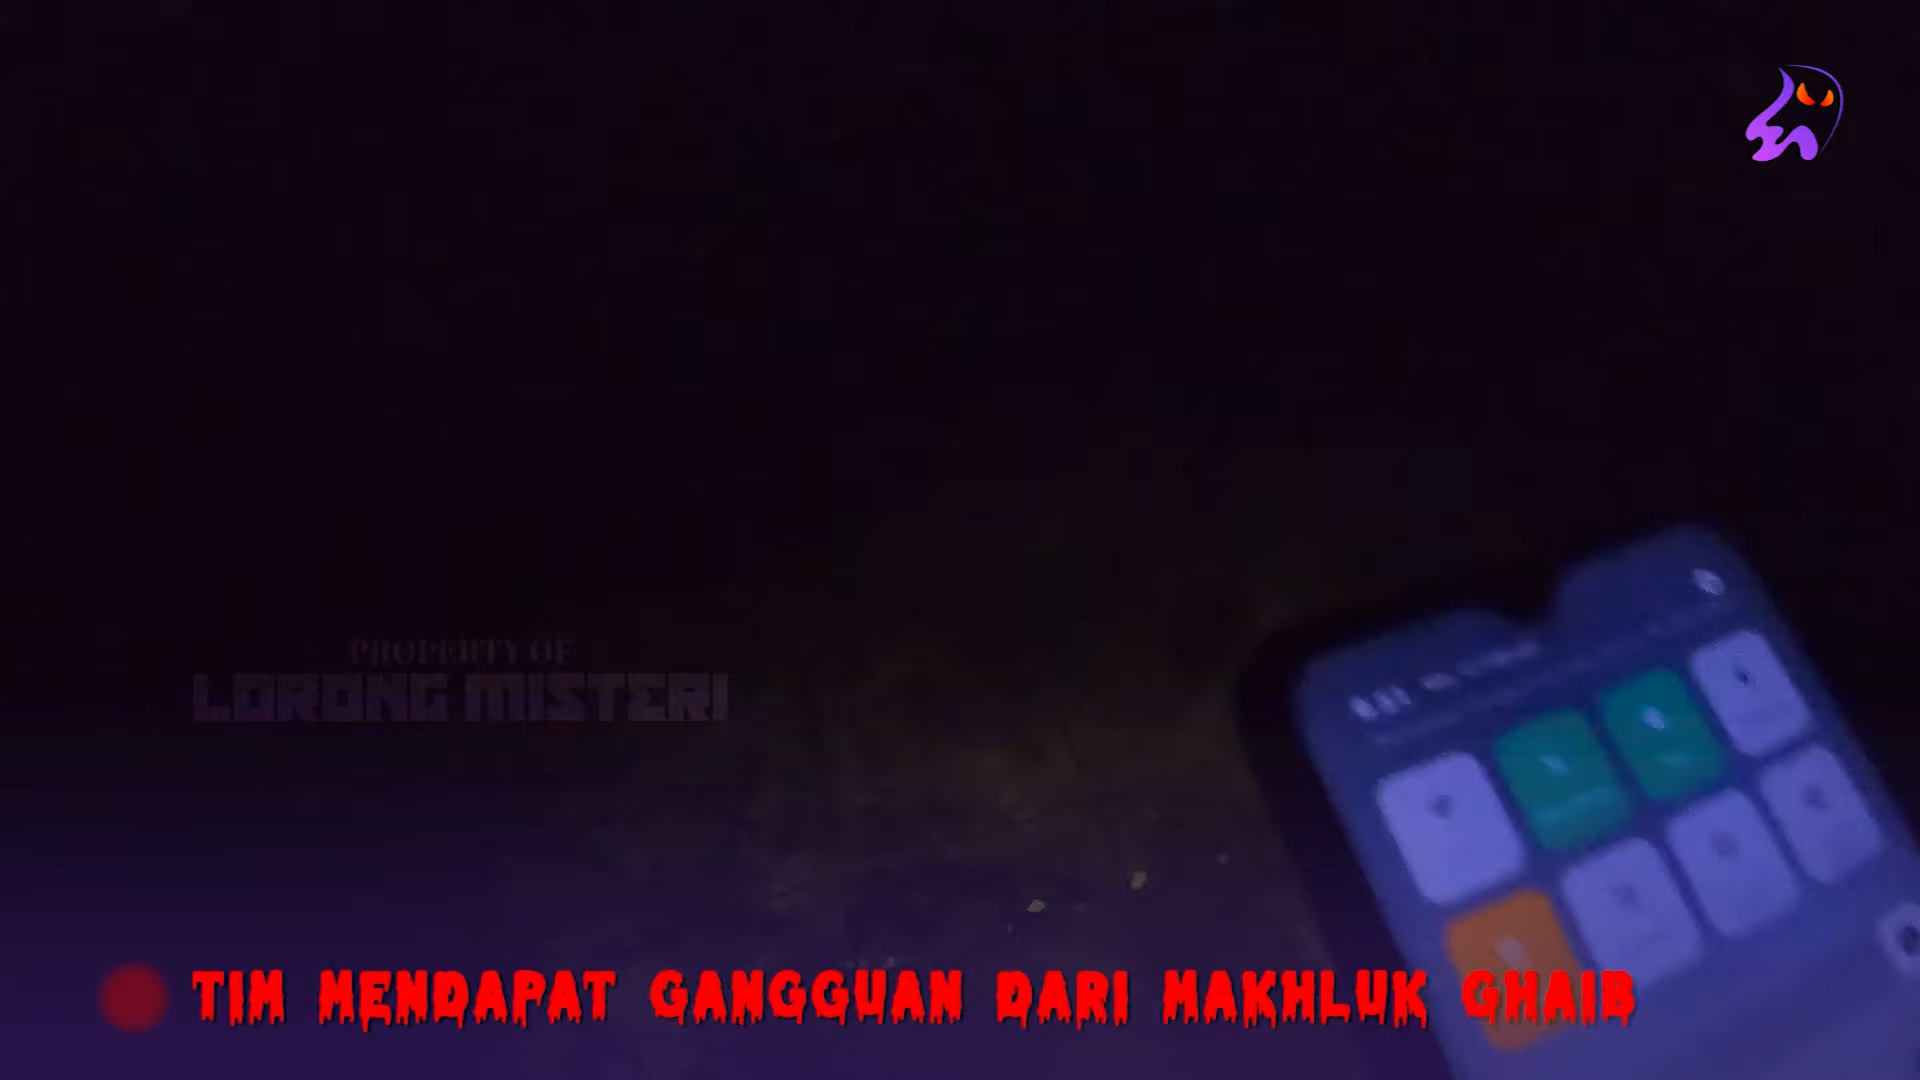 PROPERTY OF
LORONG MISTERI
TIM MENDAPAT GANGGUAN DARI MAKHLUK GHAIB